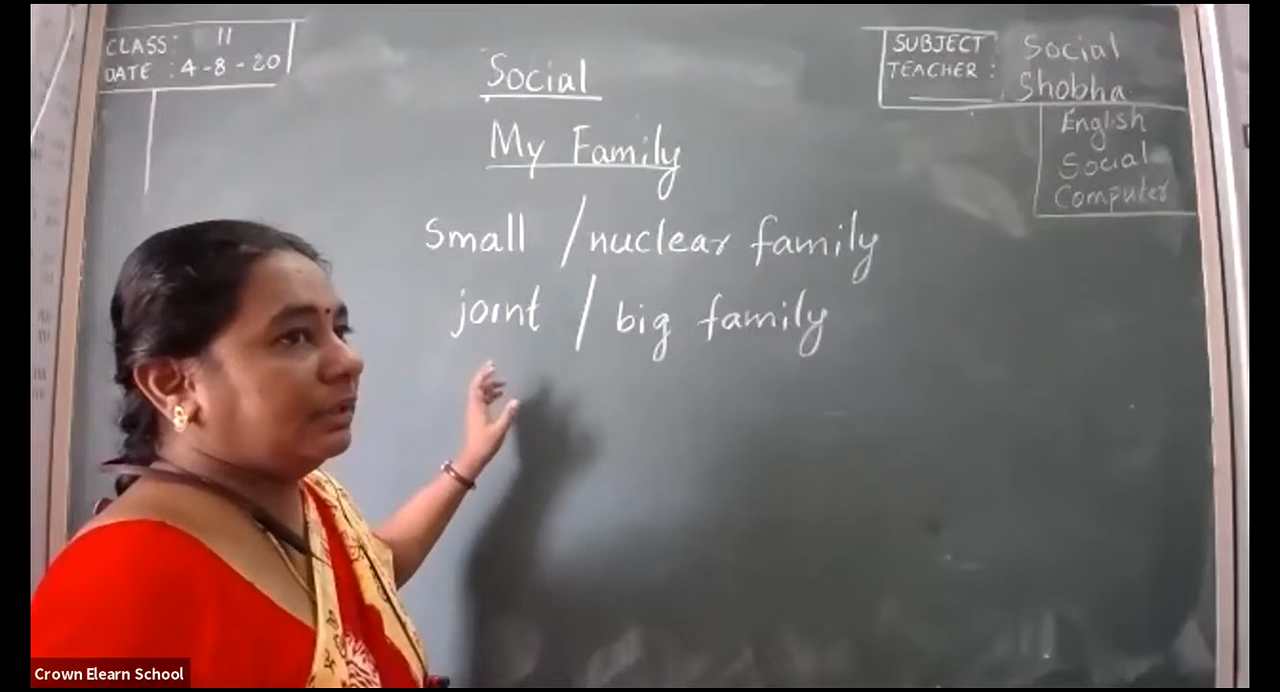 CLASS: II
DATE : 4-8-20
SUBJECT Social
TEACHER: Shobha
English
Social
Computer
Social
My Family
Small / nuclear family
joint / big family
Crown Elearn School